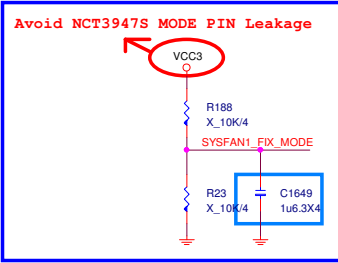 Avoid NCT3947S MODE PIN Leakage
VCC3
R188
X_10K/4
SYSFAN1_FIX_MODE
R23
X_10K/4
C1649
1u6.3X4